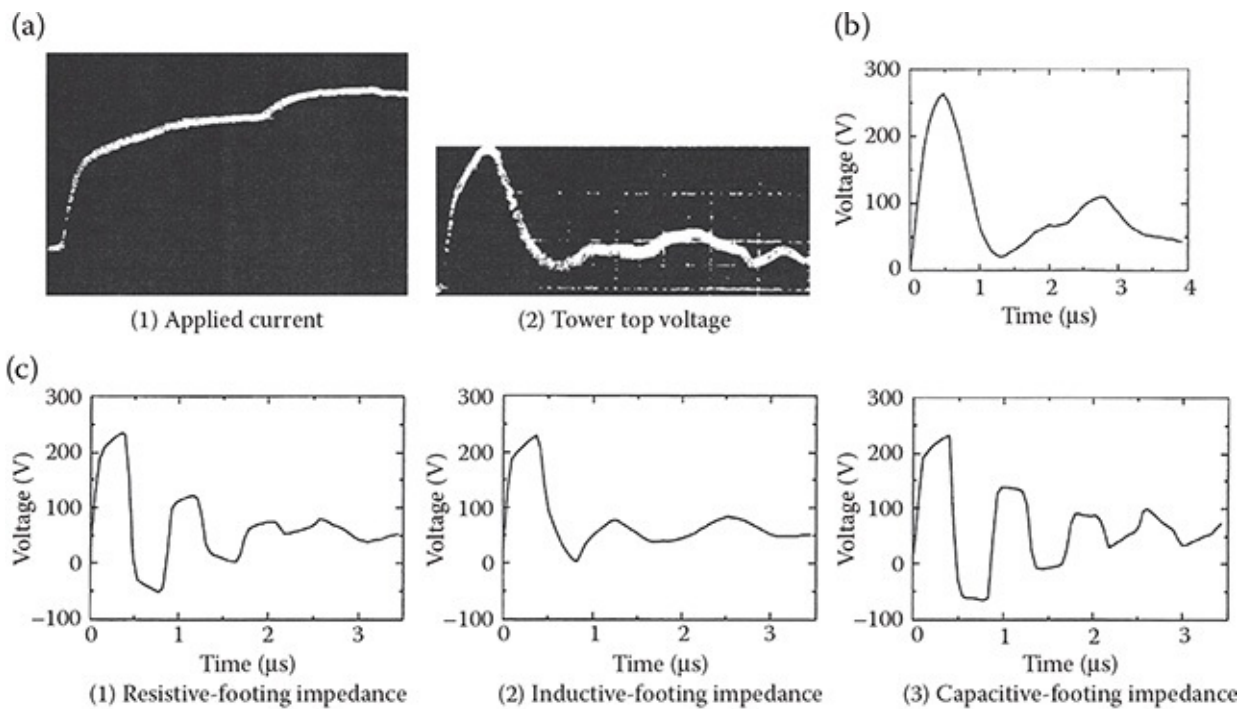 (a)
(1) Applied current
(2) Tower top voltage
(b)
300
200
100
0
Voltage (V)
0 1 2 3 4
Time (µs)
(c)
300
200
100
0
−100
Voltage (V)
0 1 2 3
Time (µs)
(1) Resistive-footing impedance
300
200
100
0
−100
Voltage (V)
0 1 2 3
Time (µs)
(2) Inductive-footing impedance
300
200
100
0
−100
Voltage (V)
0 1 2 3
Time (µs)
(3) Capacitive-footing impedance